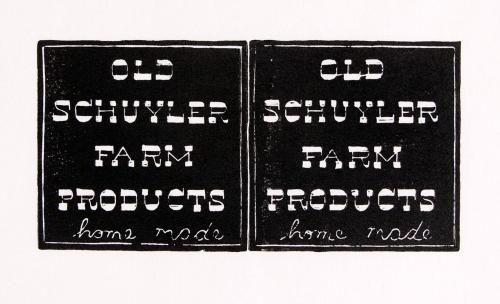 OLD
SCHUYLER
FARM
PRODUCTS
home made
OLD
SCHUYLER
FARM
PRODUCTS
home made